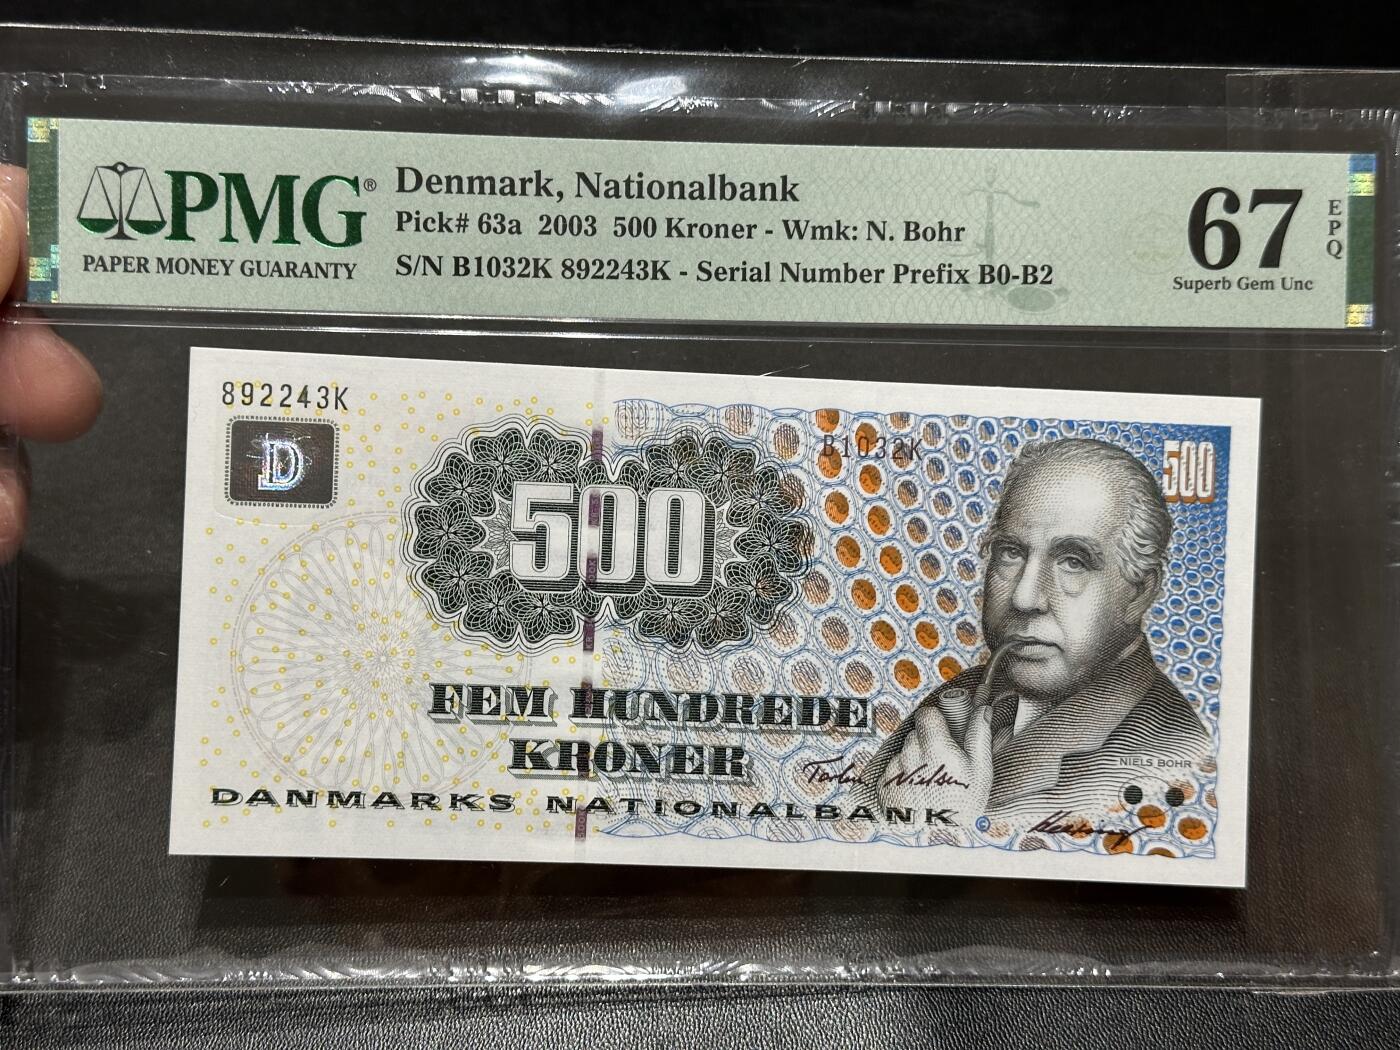 PMG®
PAPER MONEY GUARANTY
Denmark, Nationalbank
Pick# 63a 2003 500 Kroner - Wmk: N. Bohr
S/N B1032K 892243K - Serial Number Prefix B0-B2
67
EPQ
Superb Gem Unc
892243K
D
B1032K
500
500
FEM HUNDREDE
KRONER
NIELS BOHR
DANMARKS NATIONALBANK ©